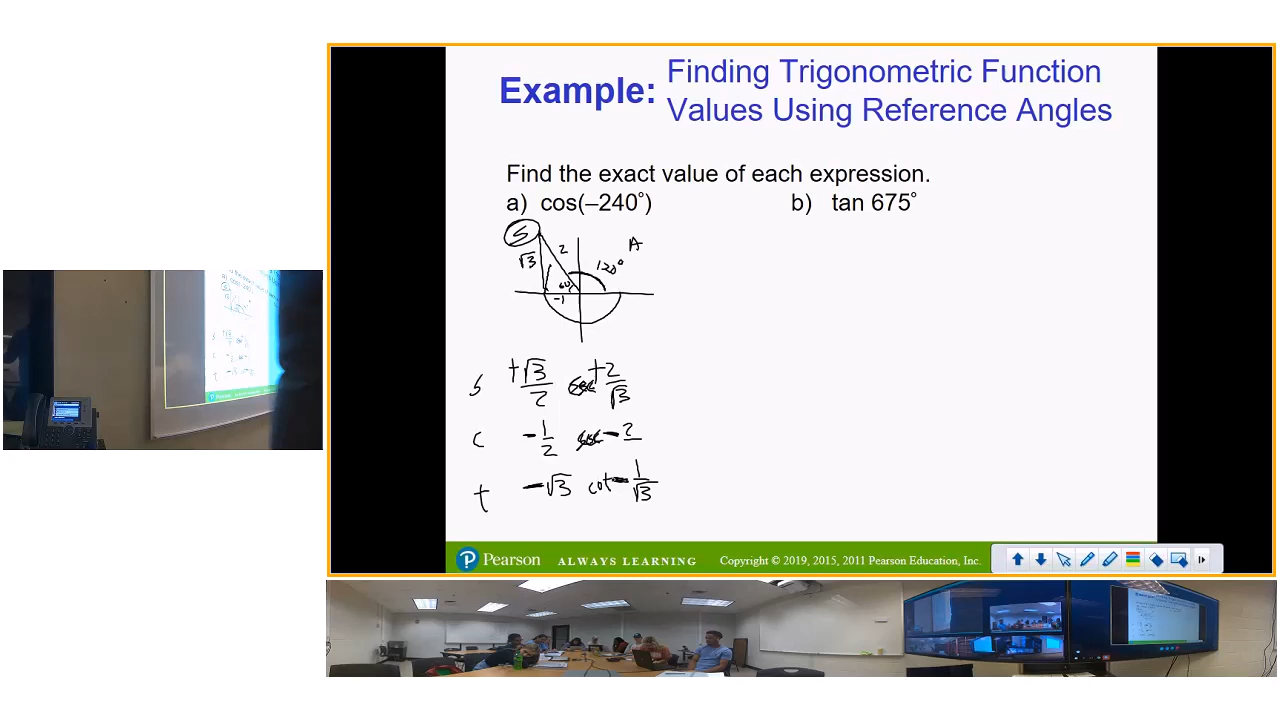 Example: Finding Trigonometric Function
Values Using Reference Angles
Find the exact value of each expression.
a) cos(–240°)
b) tan 675°
S
A
√3
2
120°
60
-1
S +√3/2 +2/√3
C -1/2 -2
t -√3 cot -1/√3
Pearson
ALWAYS LEARNING
Copyright © 2019, 2015, 2011 Pearson Education, Inc.